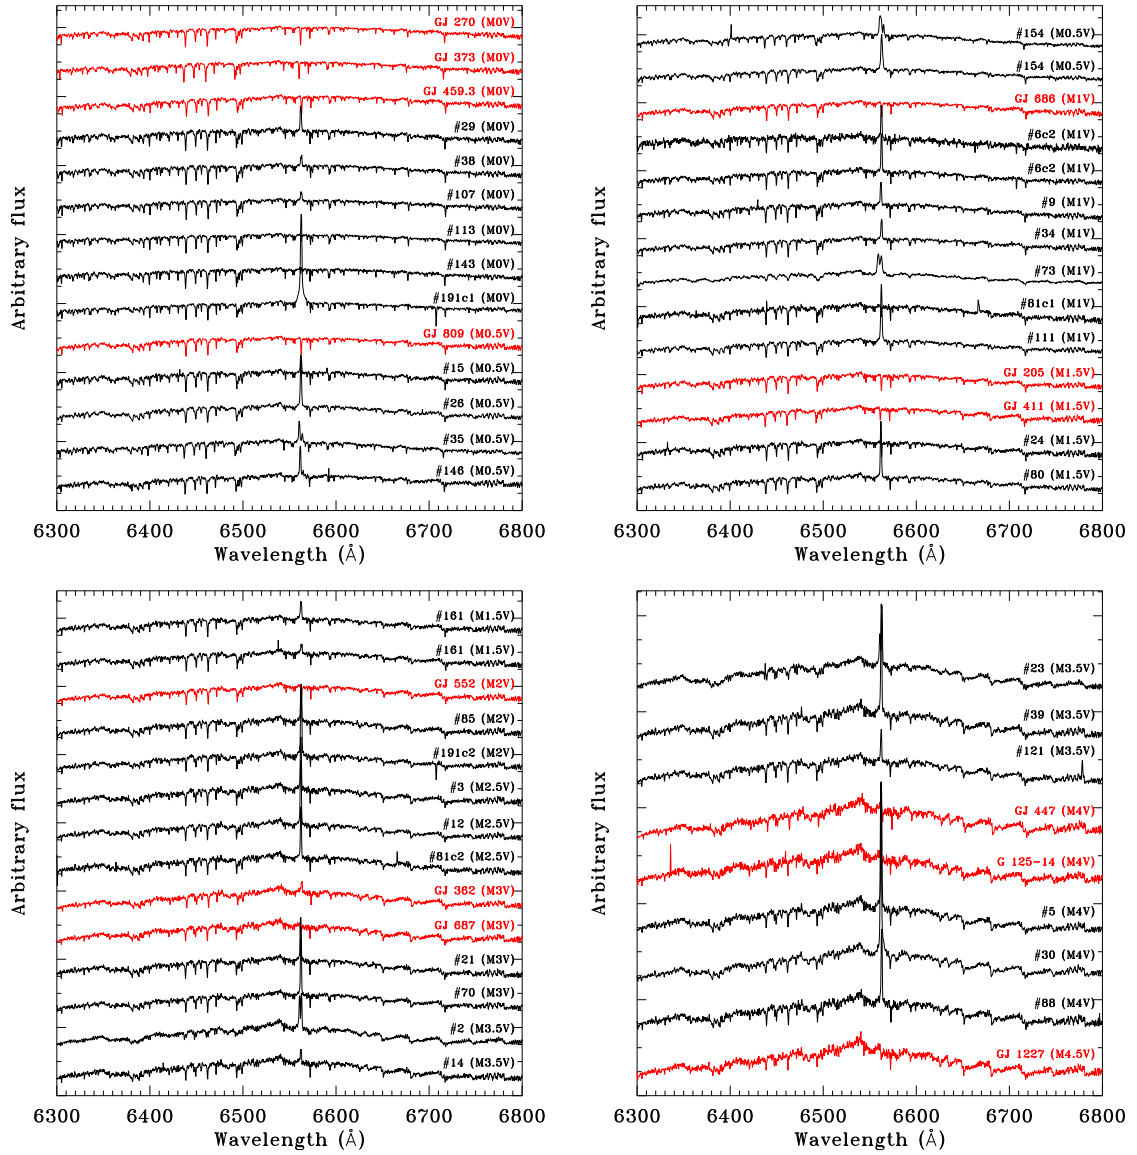 GJ 270 (M0V)
GJ 373 (M0V)
GJ 459.3 (M0V)
#29 (M0V)
#38 (M0V)
#107 (M0V)
#113 (M0V)
#143 (M0V)
#191c1 (M0V)
GJ 809 (M0.5V)
#15 (M0.5V)
#26 (M0.5V)
#35 (M0.5V)
#146 (M0.5V)
Arbitrary flux
6300 6400 6500 6600 6700 6800
Wavelength (Å)
#154 (M0.5V)
#154 (M0.5V)
GJ 686 (M1V)
#6c2 (M1V)
#6c2 (M1V)
#9 (M1V)
#34 (M1V)
#73 (M1V)
#81c1 (M1V)
#111 (M1V)
GJ 205 (M1.5V)
GJ 411 (M1.5V)
#24 (M1.5V)
#80 (M1.5V)
Arbitrary flux
6300 6400 6500 6600 6700 6800
Wavelength (Å)
#161 (M1.5V)
#161 (M1.5V)
GJ 552 (M2V)
#85 (M2V)
#191c2 (M2V)
#3 (M2.5V)
#12 (M2.5V)
#81c2 (M2.5V)
GJ 362 (M3V)
GJ 687 (M3V)
#21 (M3V)
#70 (M3V)
#2 (M3.5V)
#14 (M3.5V)
Arbitrary flux
6300 6400 6500 6600 6700 6800
Wavelength (Å)
#23 (M3.5V)
#39 (M3.5V)
#121 (M3.5V)
GJ 447 (M4V)
G 125-14 (M4V)
#5 (M4V)
#30 (M4V)
#88 (M4V)
GJ 1227 (M4.5V)
Arbitrary flux
6300 6400 6500 6600 6700 6800
Wavelength (Å)